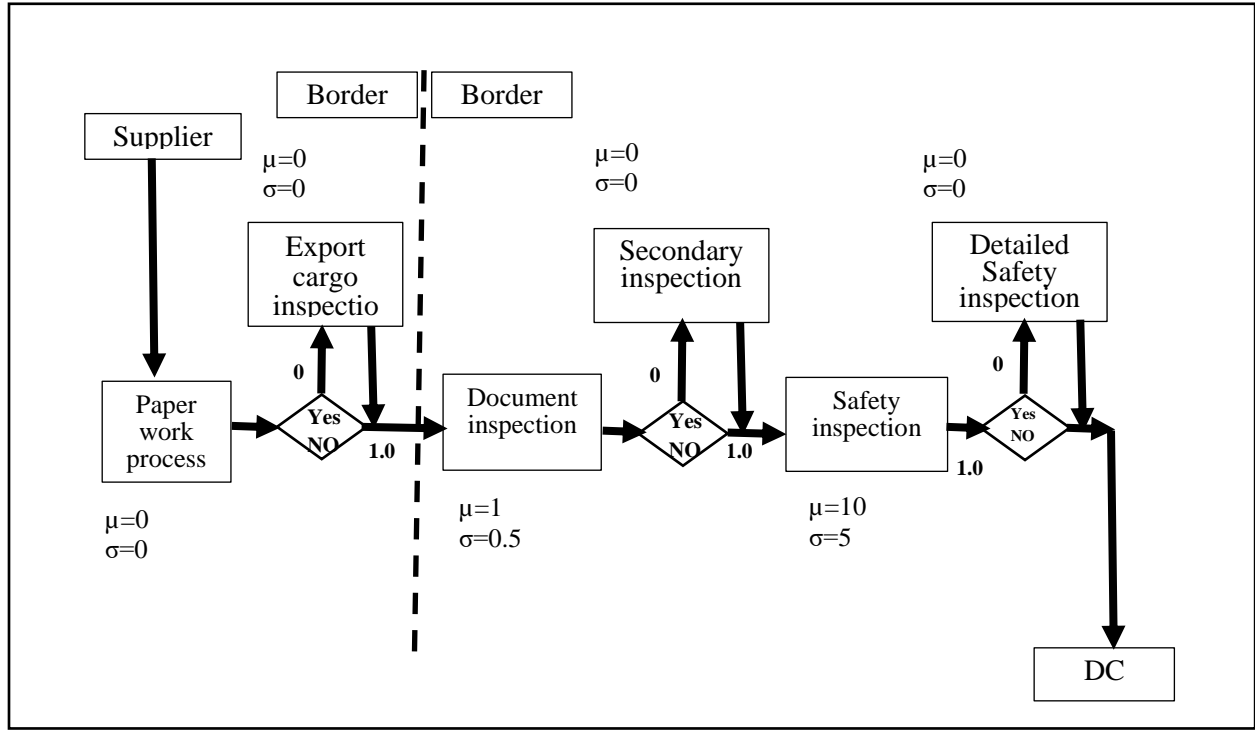 Border
Border
Supplier
µ=0
σ=0
µ=0
σ=0
µ=0
σ=0
Export
cargo
inspectio
Secondary
inspection
Detailed
Safety
inspection
0
0
0
Paper
work
process
Yes
NO
1.0
Document
inspection
Yes
NO
1.0
Safety
inspection
1.0
Yes
NO
µ=0
σ=0
µ=1
σ=0.5
µ=10
σ=5
DC